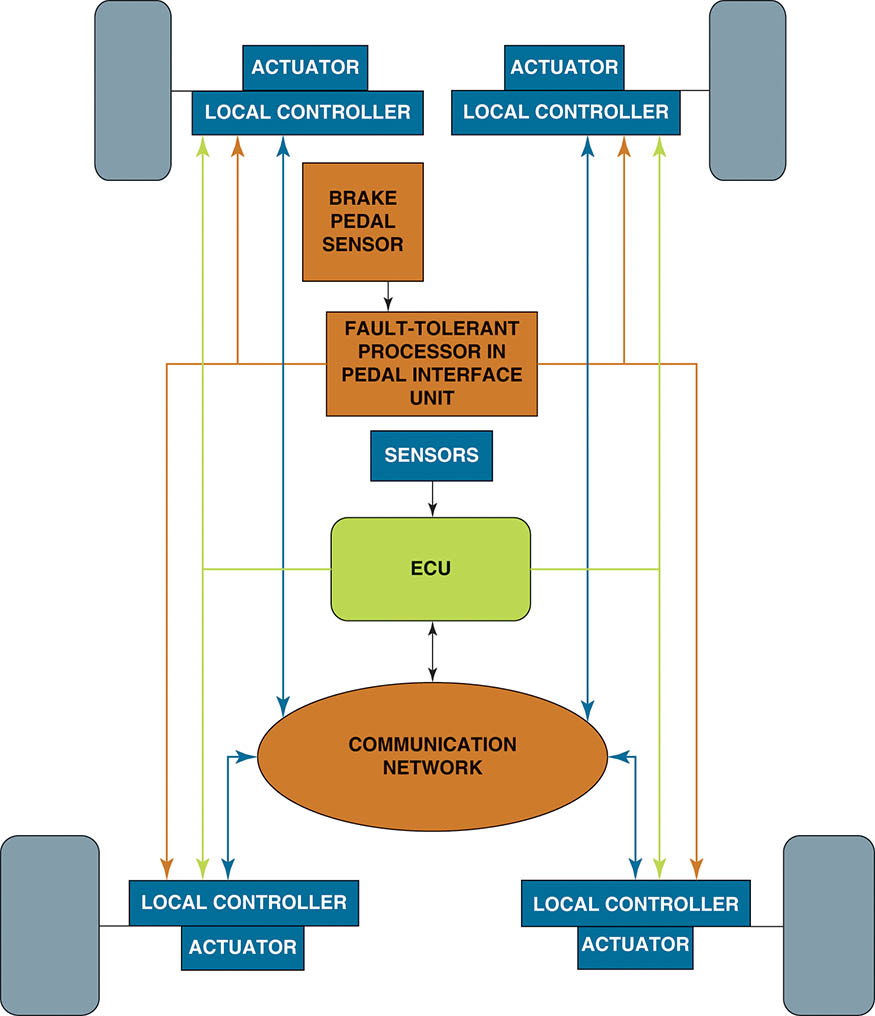 ACTUATOR
ACTUATOR
LOCAL CONTROLLER
LOCAL CONTROLLER
BRAKE
PEDAL
SENSOR
FAULT-TOLERANT
PROCESSOR IN
PEDAL INTERFACE
UNIT
SENSORS
ECU
COMMUNICATION
NETWORK
LOCAL CONTROLLER
LOCAL CONTROLLER
ACTUATOR
ACTUATOR